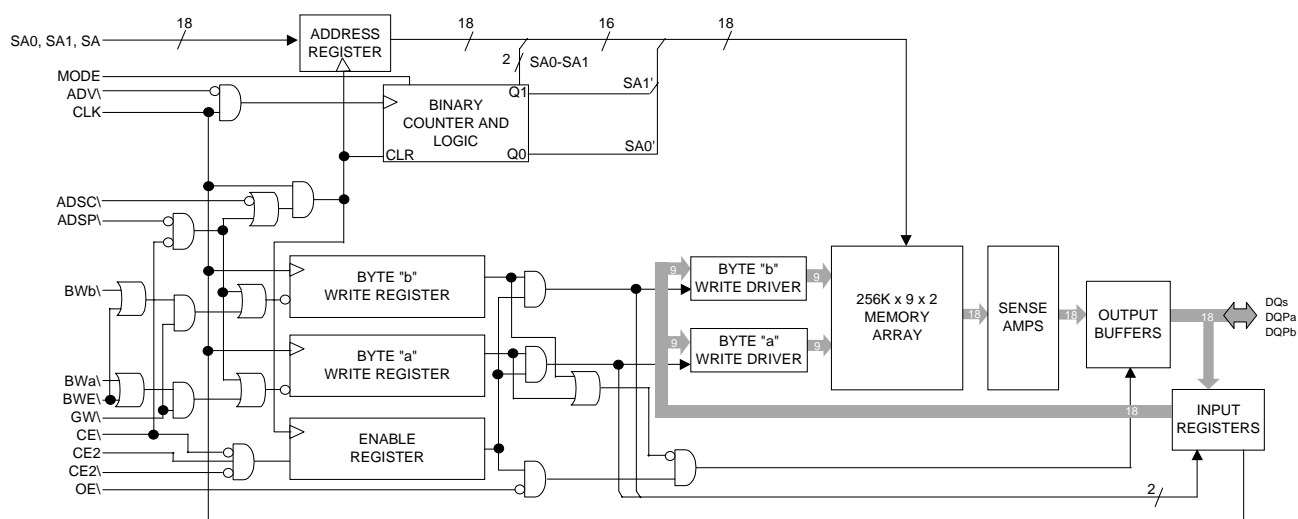 18
SA0, SA1, SA
ADDRESS
REGISTER
18
16
18
2
SA0-SA1
MODE
ADV\
CLK
BINARY
COUNTER AND
LOGIC
Q1
SA1'
CLR
Q0
SA0'
ADSC\
ADSP\
BYTE "b"
WRITE REGISTER
9
BYTE "b"
WRITE DRIVER
9
256K x 9 x 2
MEMORY
ARRAY
18
SENSE
AMPS
18
OUTPUT
BUFFERS
18
DQs
DQPa
DQPb
BWb\
BYTE "a"
WRITE REGISTER
9
BYTE "a"
WRITE DRIVER
9
BWa\
BWE\
GW\
CE\
CE2
CE2\
OE\
ENABLE
REGISTER
18
INPUT
REGISTERS
2